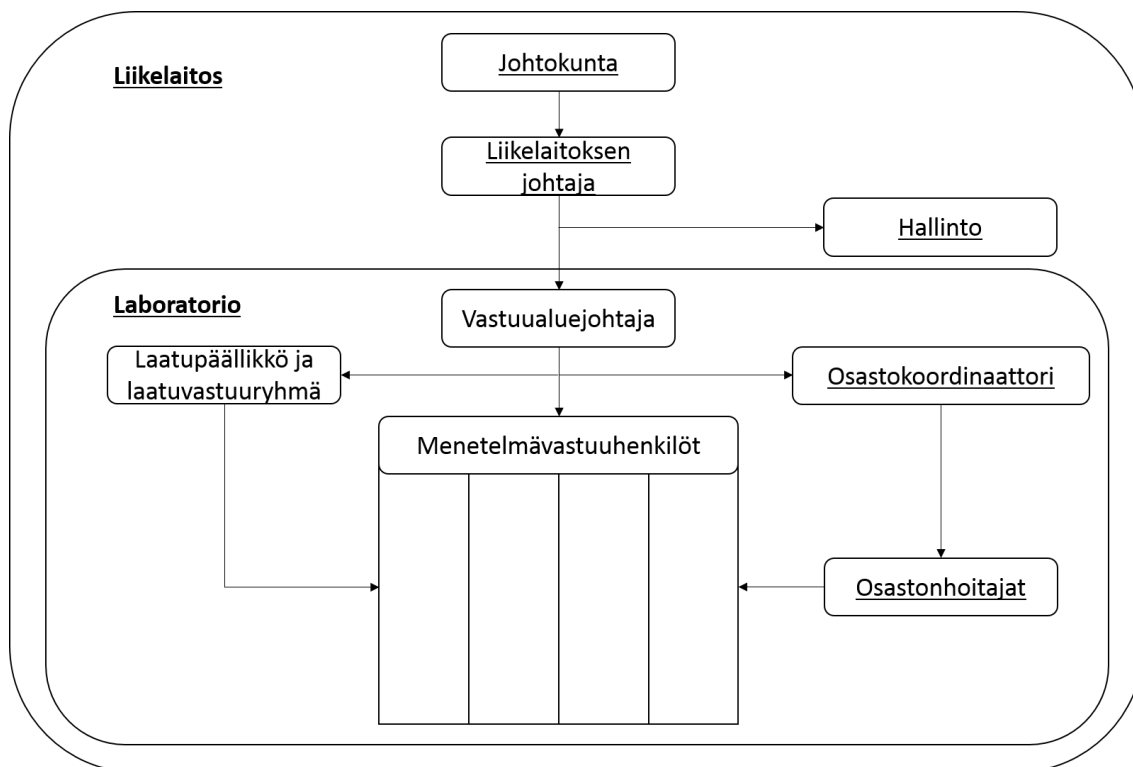 Liikelaitos
Johtokunta
Liikelaitoksen
johtaja
Hallinto
Laboratorio
Vastuualuejohtaja
Laatupäällikkö ja
laatuvastuuryhmä
Osastokoordinaattori
Menetelmävastuuhenkilöt
Osastonhoitajat